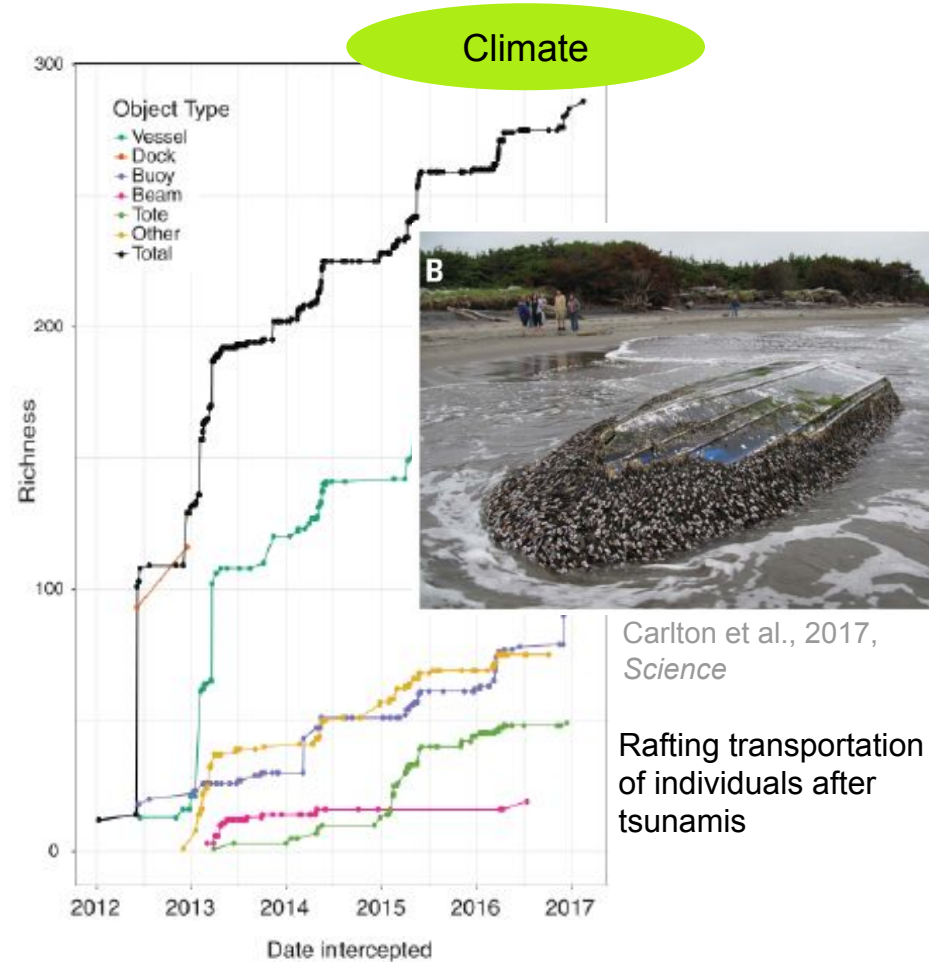 Climate
300
Object Type
Vessel
Dock
Buoy
Beam
Tote
Other
Total
B
200
Richness
100
Carlton et al., 2017,
Science
Rafting transportation
of individuals after
tsunamis
0
2012 2013 2014 2015 2016 2017
Date intercepted